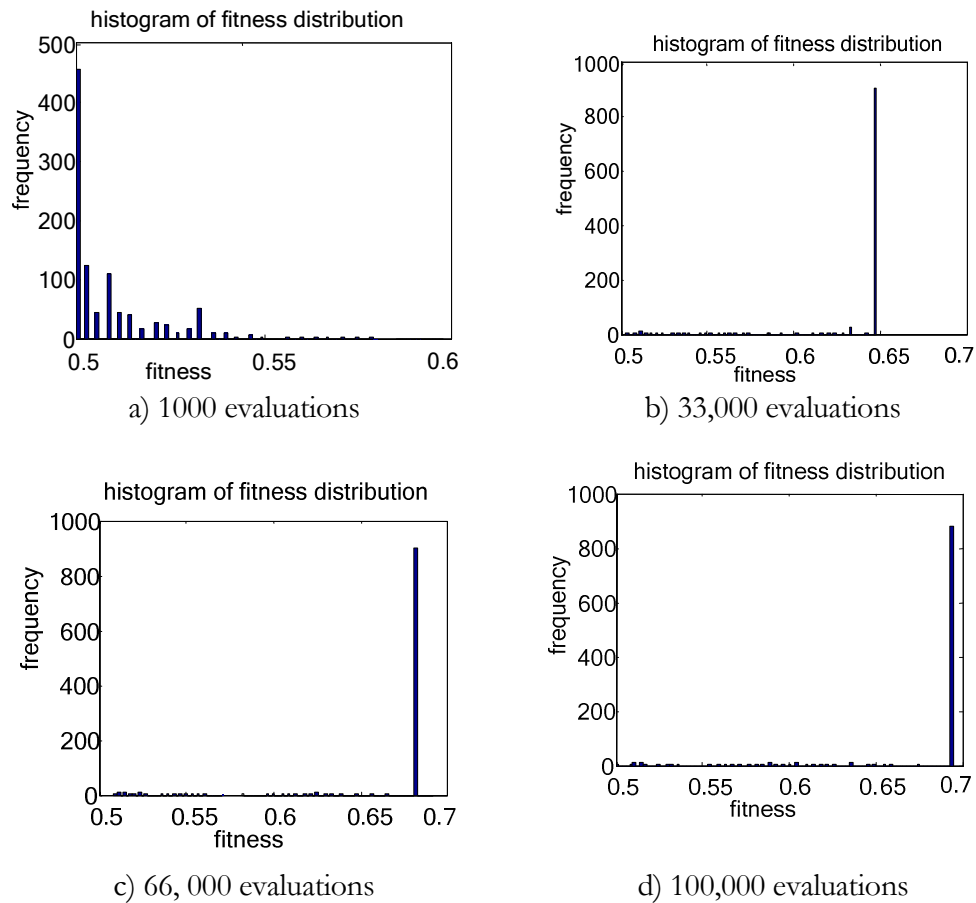 histogram of fitness distribution
500
400
300
200
100
0
frequency
0.5 0.55 0.6
fitness
a) 1000 evaluations
histogram of fitness distribution
1000
800
600
400
200
0
frequency
0.5 0.55 0.6 0.65 0.7
fitness
b) 33,000 evaluations
histogram of fitness distribution
1000
800
600
400
200
0
frequency
0.5 0.55 0.6 0.65 0.7
fitness
c) 66, 000 evaluations
histogram of fitness distribution
1000
800
600
400
200
0
frequency
0.5 0.55 0.6 0.65 0.7
fitness
d) 100,000 evaluations